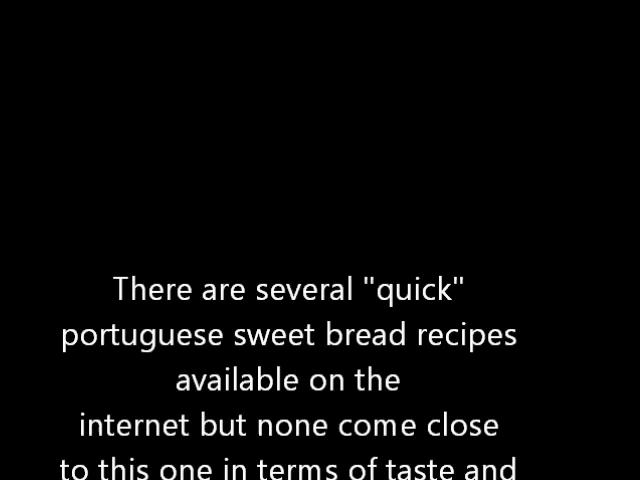 There are several "quick"
portuguese sweet bread recipes
available on the
internet but none come close
to this one in terms of taste and